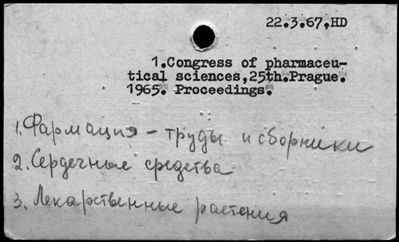 22.3.67,HD
1.Congress of pharmaceu-
tical sciences,25th.Prague.
1965. Proceedings.
1. Фармация – труды и сборники
2. Сердечные средства
3. Лекарственные растения